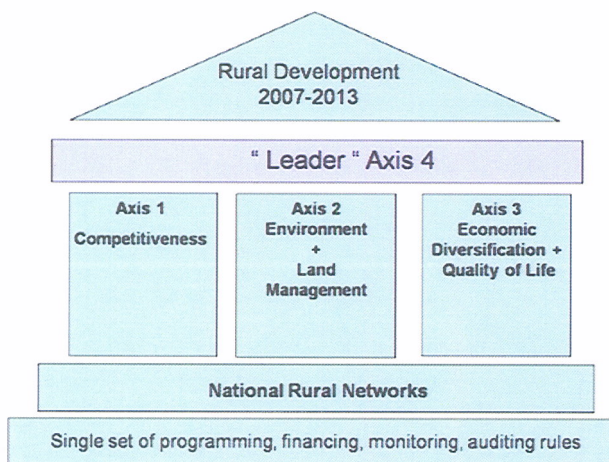 Rural Development
2007-2013
“ Leader “ Axis 4
Axis 1
Competitiveness
Axis 2
Environment
+
Land
Management
Axis 3
Economic
Diversification +
Quality of Life
National Rural Networks
Single set of programming, financing, monitoring, auditing rules